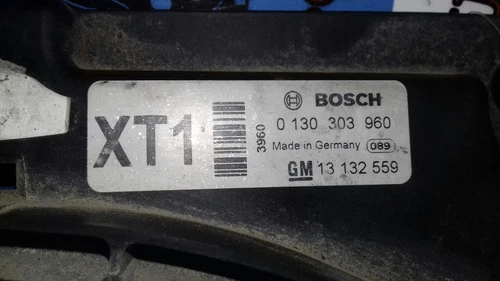 XT1
3960
BOSCH
0 130 303 960
Made in Germany 089
GM 13 132 559